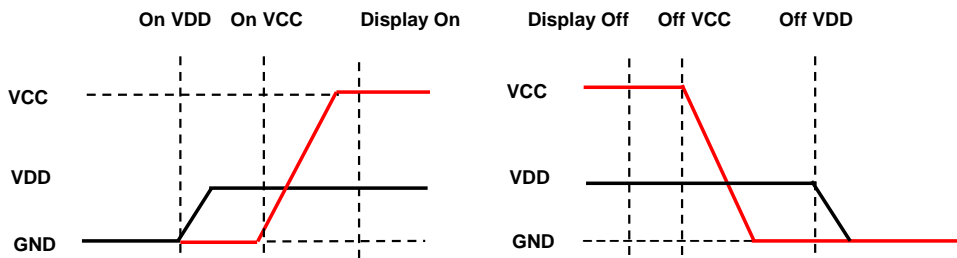 On VDD On VCC Display On Display Off Off VCC Off VDD
VCC VCC
VDD VDD
GND GND